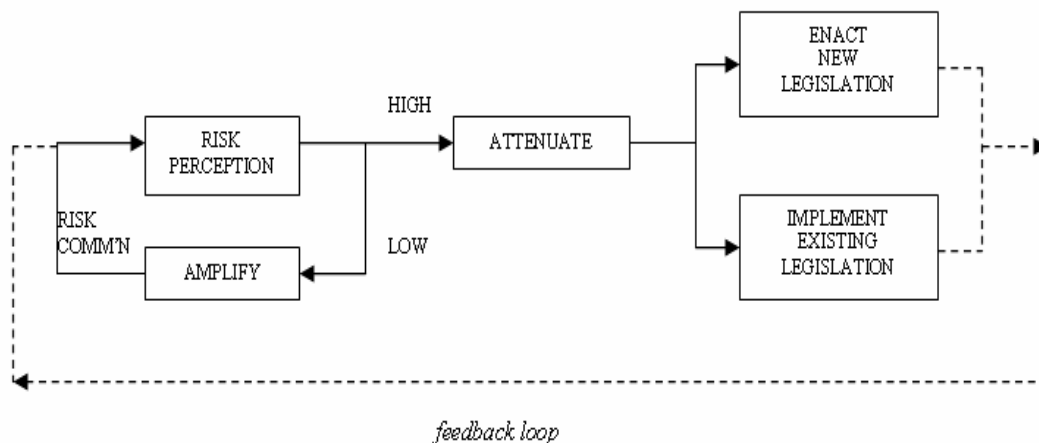 ENACT
NEW
LEGISLATION
HIGH
RISK
PERCEPTION
ATTENUATE
RISK
COMM'N
LOW
AMPLIFY
IMPLEMENT
EXISTING
LEGISLATION
feedback loop